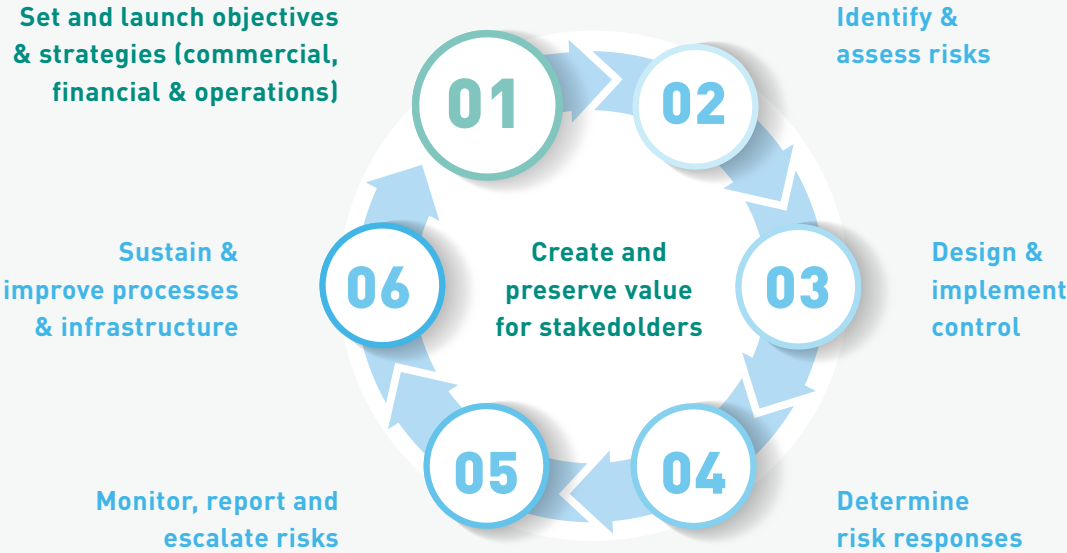 Set and launch objectives
& strategies (commercial,
financial & operations)
01
02
Identify &
assess risks
03
Design &
implement
control
04
Determine
risk responses
05
Monitor, report and
escalate risks
06
Sustain &
improve processes
& infrastructure
Create and
preserve value
for stakedolders